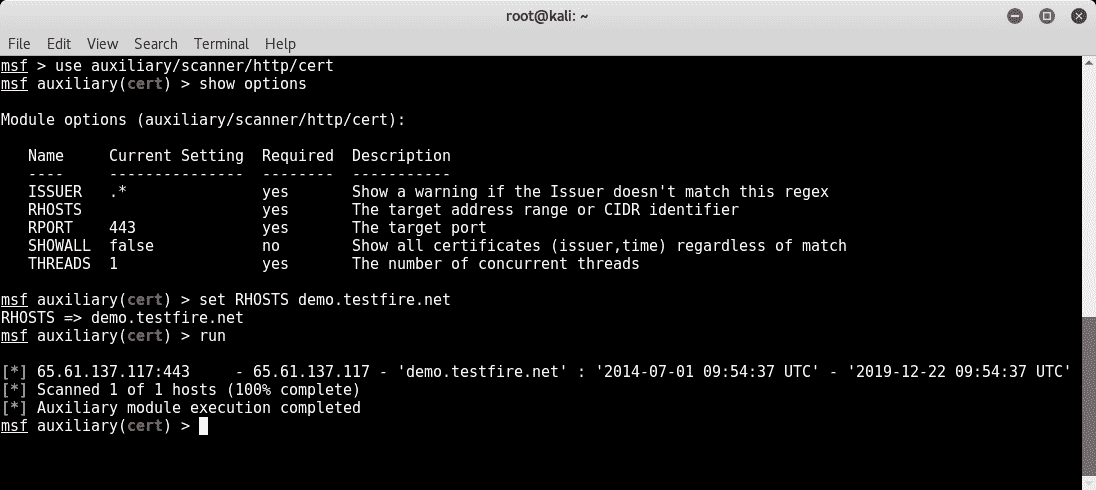 root@kali: ~
File Edit View Search Terminal Help
msf > use auxiliary/scanner/http/cert
msf auxiliary(cert) > show options
Module options (auxiliary/scanner/http/cert):
Name Current Setting Required Description
---- --------------- -------- -----------
ISSUER .* yes Show a warning if the Issuer doesn't match this regex
RHOSTS yes The target address range or CIDR identifier
RPORT 443 yes The target port
SHOWALL false no Show all certificates (issuer,time) regardless of match
THREADS 1 yes The number of concurrent threads
msf auxiliary(cert) > set RHOSTS demo.testfire.net
RHOSTS => demo.testfire.net
msf auxiliary(cert) > run
[*] 65.61.137.117:443 - 65.61.137.117 - 'demo.testfire.net' : '2014-07-01 09:54:37 UTC' - '2019-12-22 09:54:37 UTC'
[*] Scanned 1 of 1 hosts (100% complete)
[*] Auxiliary module execution completed
msf auxiliary(cert) >